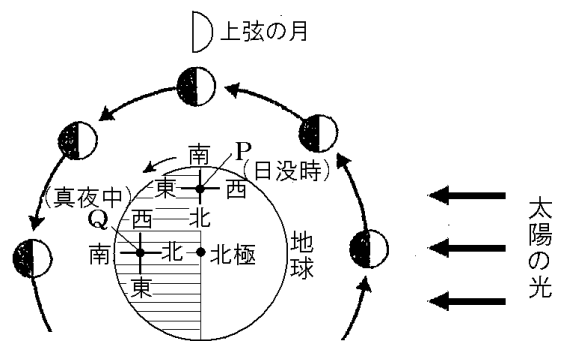 上弦の月
南
P
(日没時)
東
西
北
(真夜中)
Q
西
南
北
東
北極
地球
太陽の光